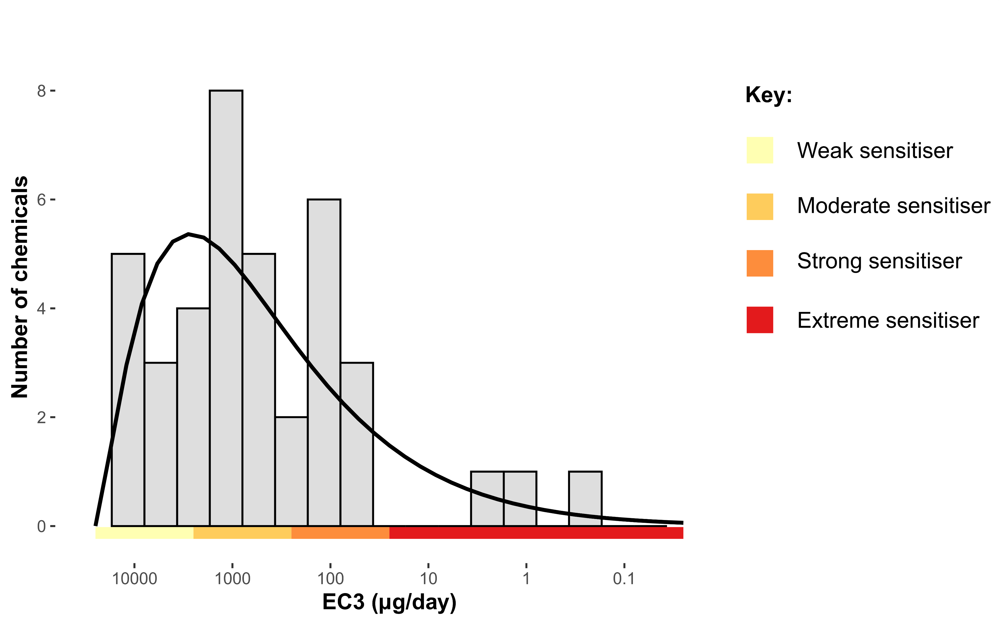 Number of chemicals
8
6
4
2
0
10000 1000 100 10 1 0.1
EC3 (µg/day)
Key:
Weak sensitiser
Moderate sensitiser
Strong sensitiser
Extreme sensitiser